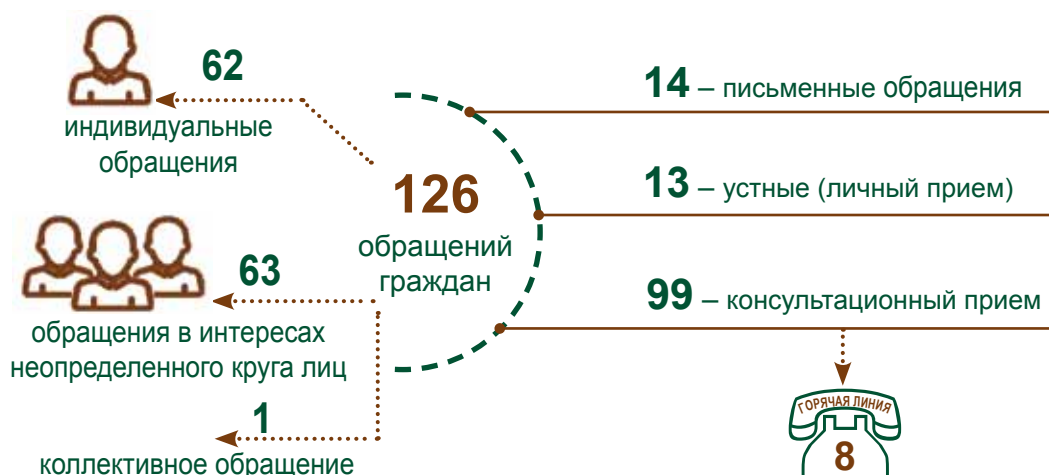 62
индивидуальные
обращения
63
обращения в интересах
неопределенного круга лиц
1
коллективное обращение
126
обращений
граждан
14 – письменные обращения
13 – устные (личный прием)
99 – консультационный прием
ГОРЯЧАЯ ЛИНИЯ
8